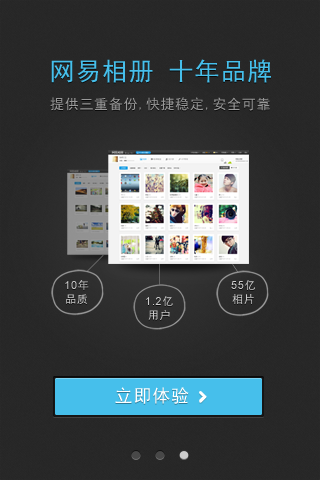 网易相册 十年品牌
提供三重备份, 快捷稳定, 安全可靠
10年
品质
1.2亿
用户
55亿
相片
立即体验